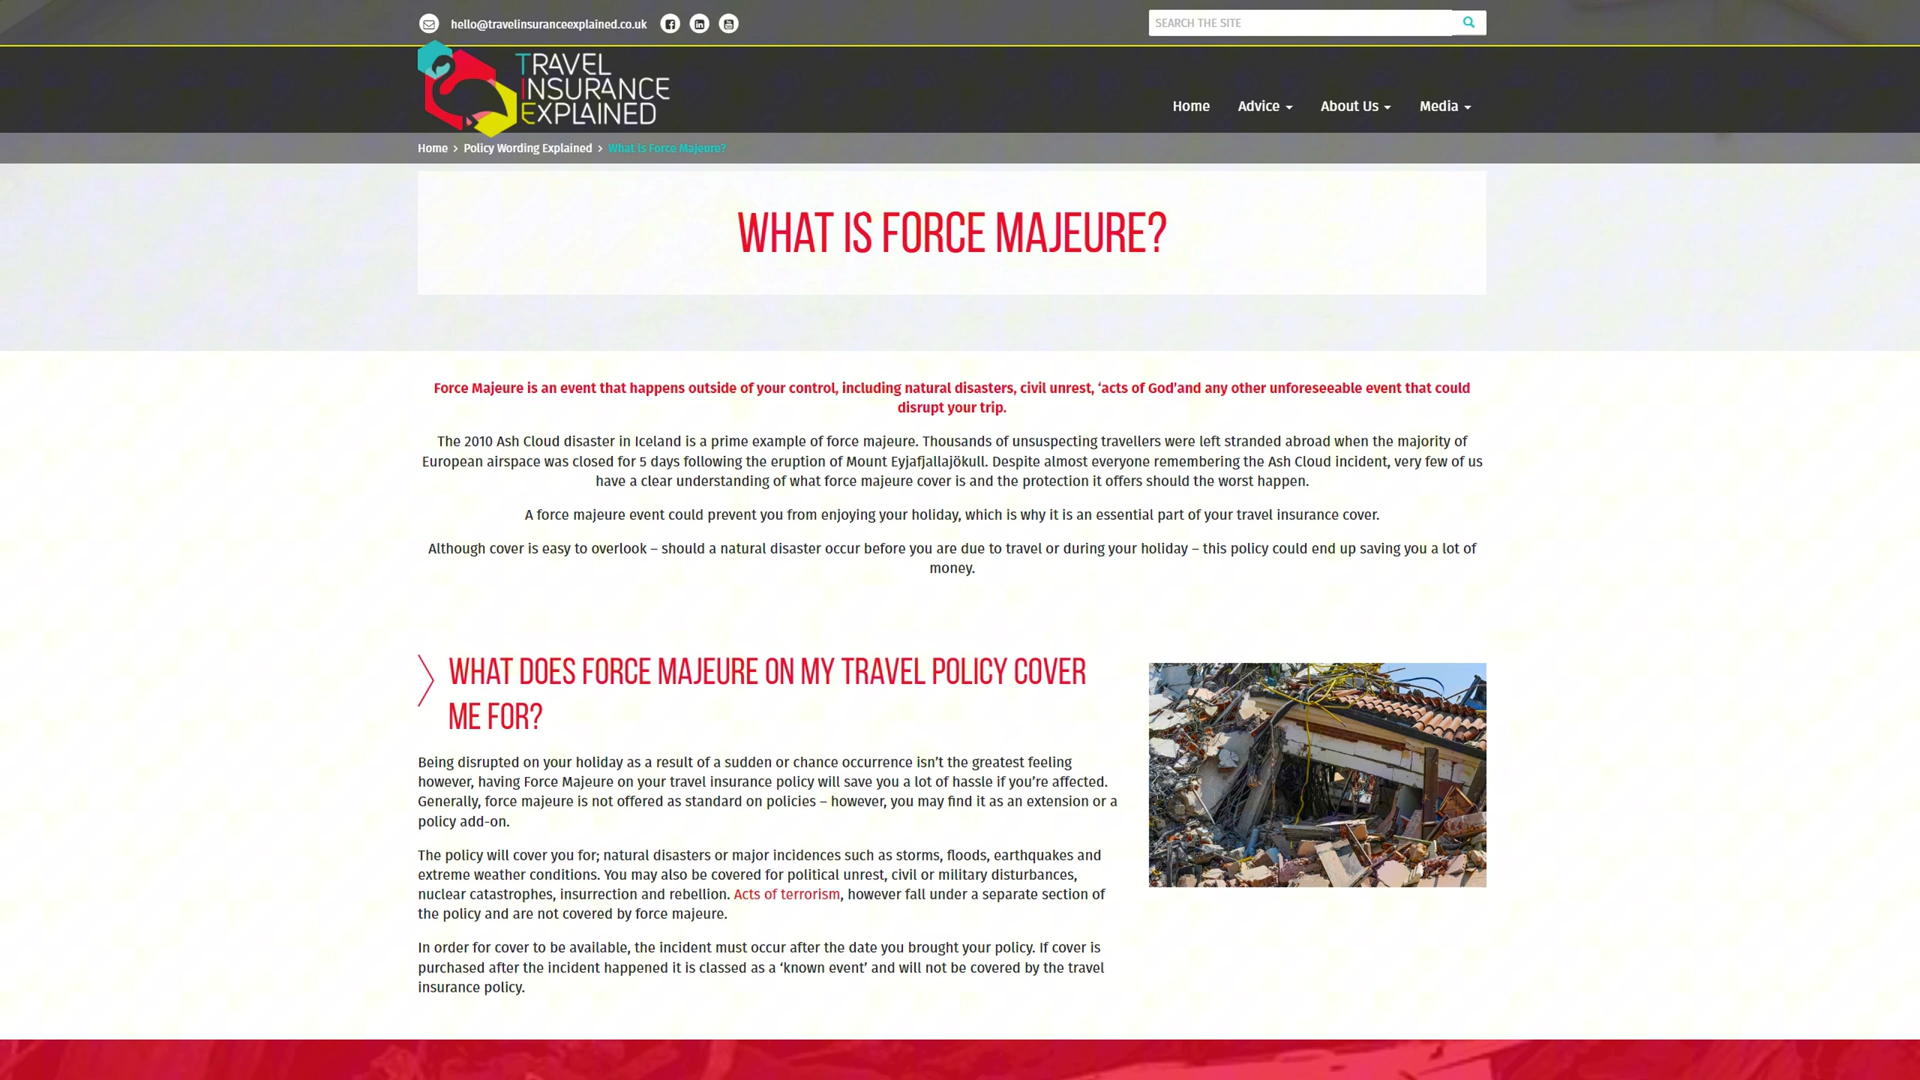 hello@travelinsuranceexplained.co.uk
SEARCH THE SITE
TRAVEL
INSURANCE
EXPLAINED
Home Advice About Us Media
Home > Policy Wording Explained > What is Force Majeure?
WHAT IS FORCE MAJEURE?
Force Majeure is an event that happens outside of your control, including natural disasters, civil unrest, ‘acts of God’and any other unforeseeable event that could
disrupt your trip.
The 2010 Ash Cloud disaster in Iceland is a prime example of force majeure. Thousands of unsuspecting travellers were left stranded abroad when the majority of
European airspace was closed for 5 days following the eruption of Mount Eyjafjallajökull. Despite almost everyone remembering the Ash Cloud incident, very few of us
have a clear understanding of what force majeure cover is and the protection it offers should the worst happen.
A force majeure event could prevent you from enjoying your holiday, which is why it is an essential part of your travel insurance cover.
Although cover is easy to overlook – should a natural disaster occur before you are due to travel or during your holiday – this policy could end up saving you a lot of
money.
WHAT DOES FORCE MAJEURE ON MY TRAVEL POLICY COVER
ME FOR?
Being disrupted on your holiday as a result of a sudden or chance occurrence isn’t the greatest feeling
however, having Force Majeure on your travel insurance policy will save you a lot of hassle if you’re affected.
Generally, force majeure is not offered as standard on policies – however, you may find it as an extension or a
policy add-on.
The policy will cover you for; natural disasters or major incidences such as storms, floods, earthquakes and
extreme weather conditions. You may also be covered for political unrest, civil or military disturbances,
nuclear catastrophes, insurrection and rebellion. Acts of terrorism, however fall under a separate section of
the policy and are not covered by force majeure.
In order for cover to be available, the incident must occur after the date you brought your policy. If cover is
purchased after the incident happened it is classed as a ‘known event’ and will not be covered by the travel
insurance policy.